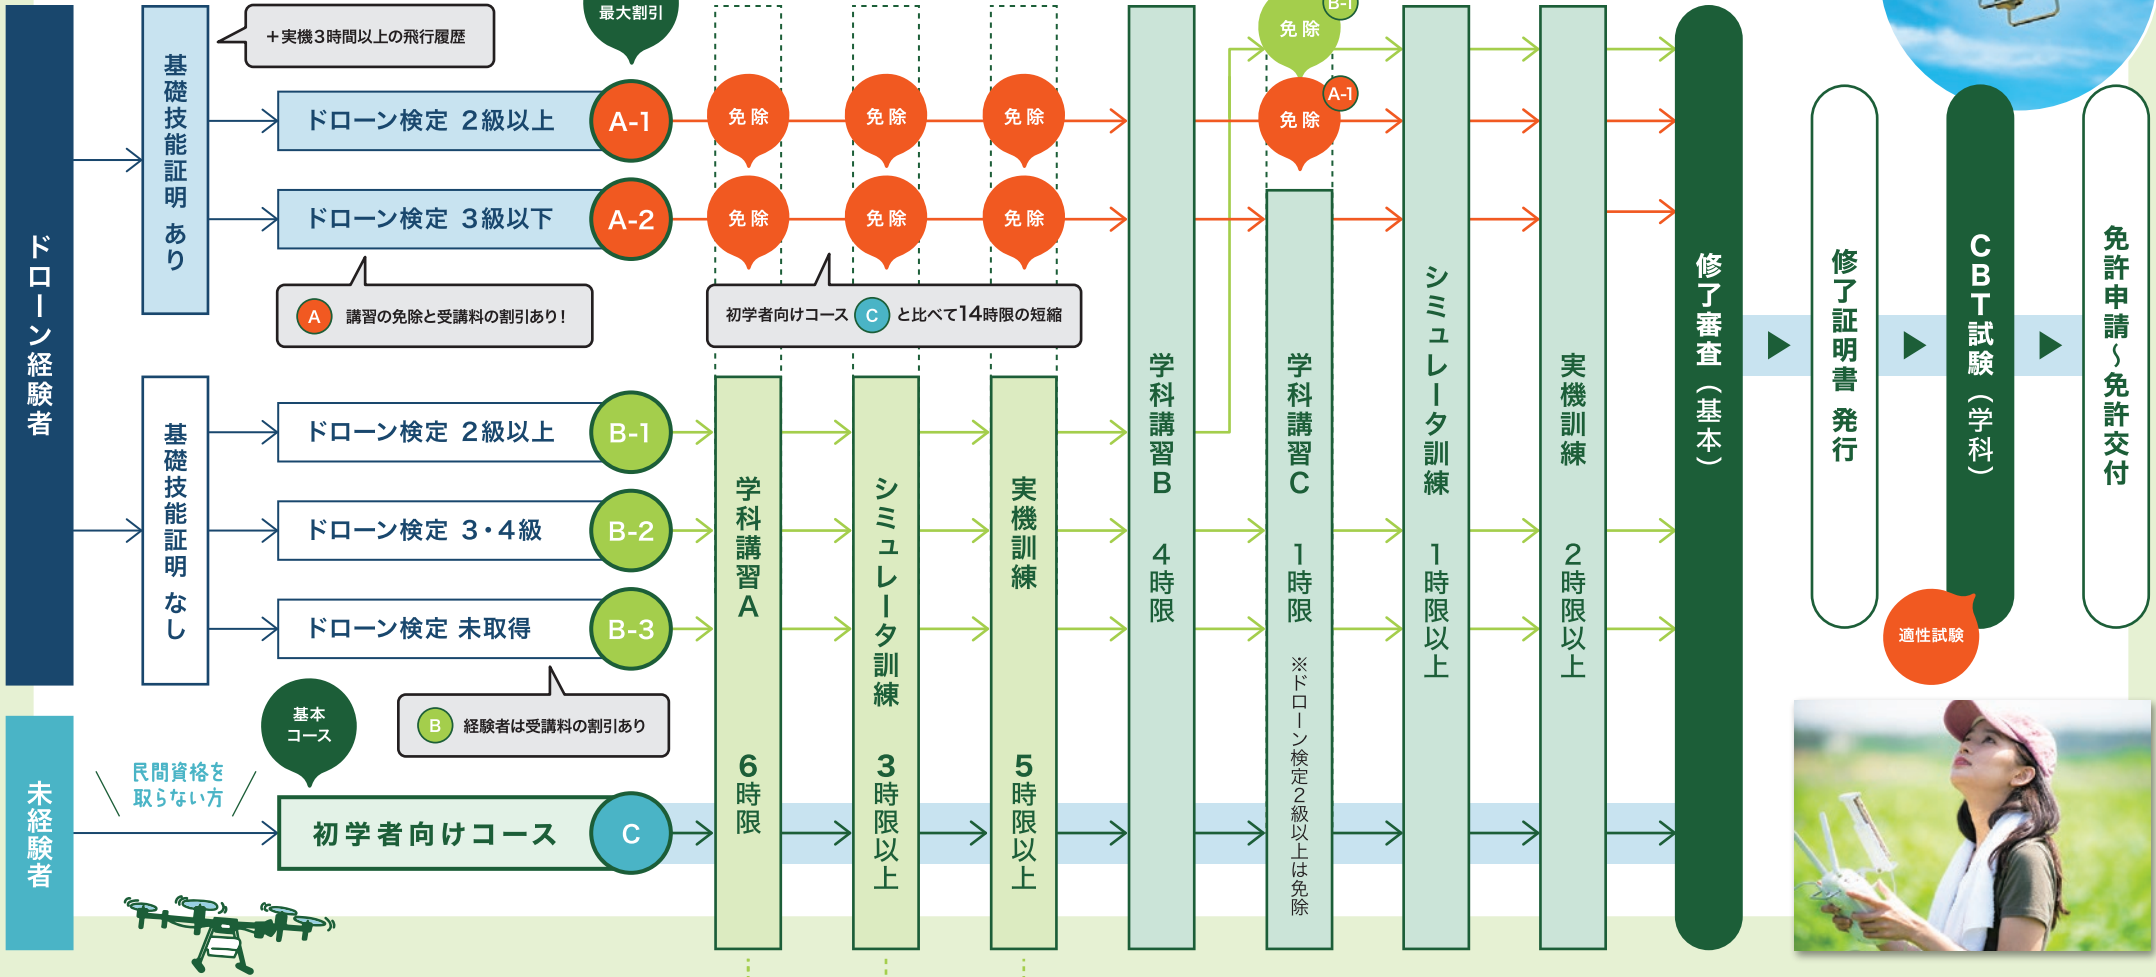 ドローン経験者
基礎技能証明 あり
＋実機3時間以上の飛行履歴
最大割引
ドローン検定 2級以上
A-1
免除
免除
免除
免除
B-1
免除
A-1
ドローン検定 3級以下
A-2
免除
免除
免除
A 講習の免除と受講料の割引あり！
初学者向けコース C と比べて14時限の短縮
基礎技能証明 なし
ドローン検定 2級以上
B-1
ドローン検定 3・4級
B-2
ドローン検定 未取得
B-3
B 経験者は受講料の割引あり
未経験者
民間資格を
取らない方
基本
コース
初学者向けコース
C
学科講習A 6時限
シミュレータ訓練 3時限以上
実機訓練 5時限以上
学科講習B 4時限
学科講習C 1時限 ※ドローン検定2級以上は免除
シミュレータ訓練 1時限以上
実機訓練 2時限以上
修了審査（基本）
修了証明書 発行
CBT試験（学科）
適性試験
免許申請〜免許交付